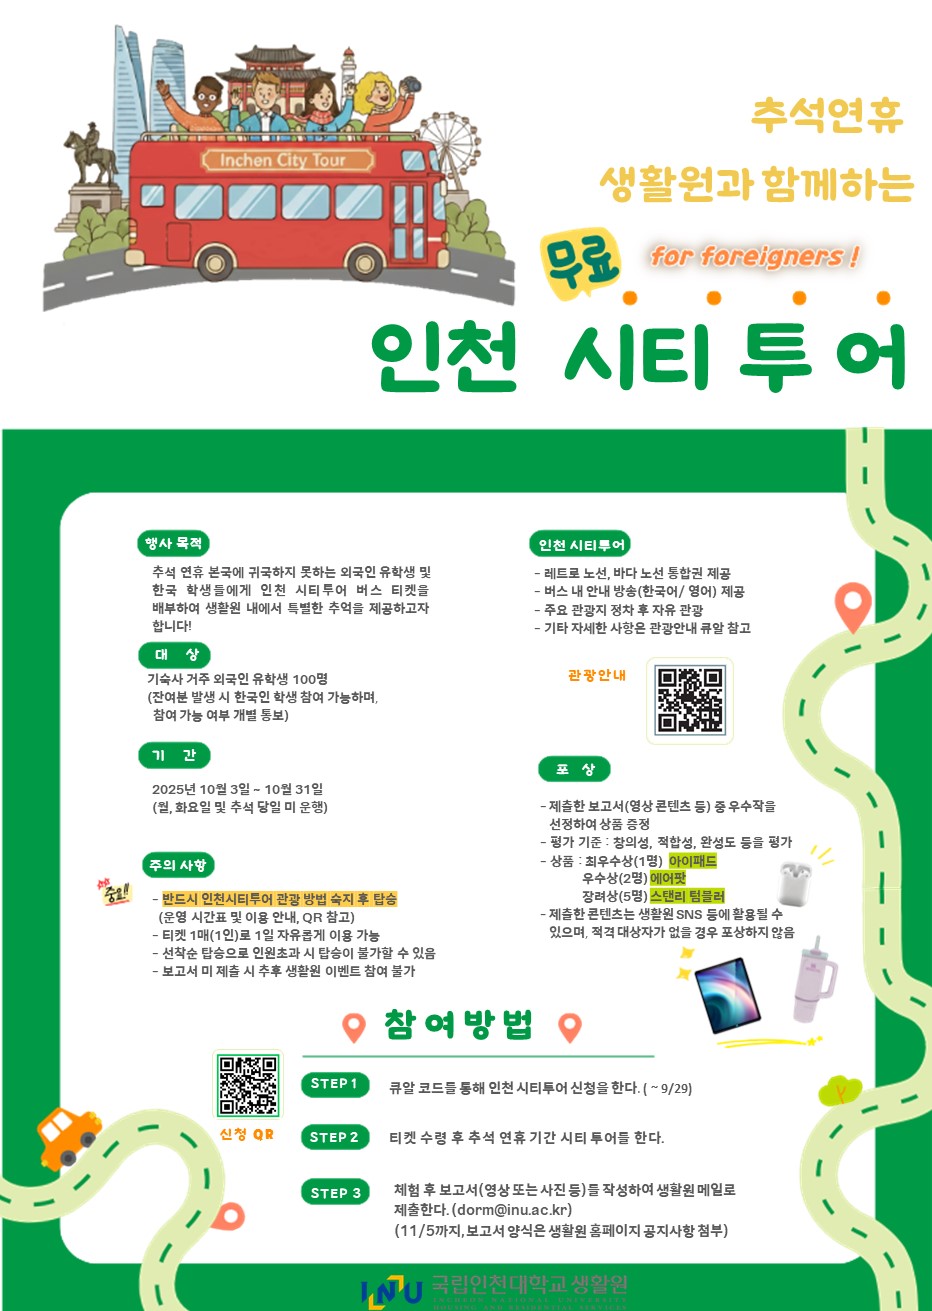 Inchen City Tour
추석연휴
생활원과 함께하는
무료
for foreigners !
인천 시티 투어
행사 목적
추석 연휴 본국에 귀국하지 못하는 외국인 유학생 및
한국 학생들에게 인천 시티투어 버스 티켓을
배부하여 생활원 내에서 특별한 추억을 제공하고자
합니다!
대 상
기숙사 거주 외국인 유학생 100명
(잔여분 발생 시 한국인 학생 참여 가능하며,
참여 가능 여부 개별 통보)
기 간
2025년 10월 3일 ~ 10월 31일
(월, 화요일 및 추석 당일 미 운행)
주의 사항
중요!!
- 반드시 인천시티투어 관광 방법 숙지 후 탑승
(운영 시간표 및 이용 안내, QR 참고)
- 티켓 1매(1인)로 1일 자유롭게 이용 가능
- 선착순 탑승으로 인원초과 시 탑승이 불가할 수 있음
- 보고서 미 제출 시 추후 생활원 이벤트 참여 불가
인천 시티투어
- 레트로 노선, 바다 노선 통합권 제공
- 버스 내 안내 방송(한국어/ 영어) 제공
- 주요 관광지 정차 후 자유 관광
- 기타 자세한 사항은 관광안내 큐알 참고
관광안내
포 상
- 제출한 보고서(영상 콘텐츠 등) 중 우수작을
선정하여 상품 증정
- 평가 기준 : 창의성, 적합성, 완성도 등을 평가
- 상품 : 최우수상(1명) 아이패드
우수상(2명) 에어팟
장려상(5명) 스탠리 텀블러
- 제출한 콘텐츠는 생활원 SNS 등에 활용될 수
있으며, 적격 대상자가 없을 경우 포상하지 않음
참여방법
신청 QR
STEP 1
큐알 코드를 통해 인천 시티투어 신청을 한다. ( ~ 9/29)
STEP 2
티켓 수령 후 추석 연휴 기간 시티 투어를 한다.
STEP 3
체험 후 보고서(영상 또는 사진 등)를 작성하여 생활원 메일로
제출한다. (dorm@inu.ac.kr)
(11/5까지, 보고서 양식은 생활원 홈페이지 공지사항 첨부)
INU 국립인천대학교 생활원
INCHEON NATIONAL UNIVERSITY
HOUSING AND RESIDENTIAL SERVICES